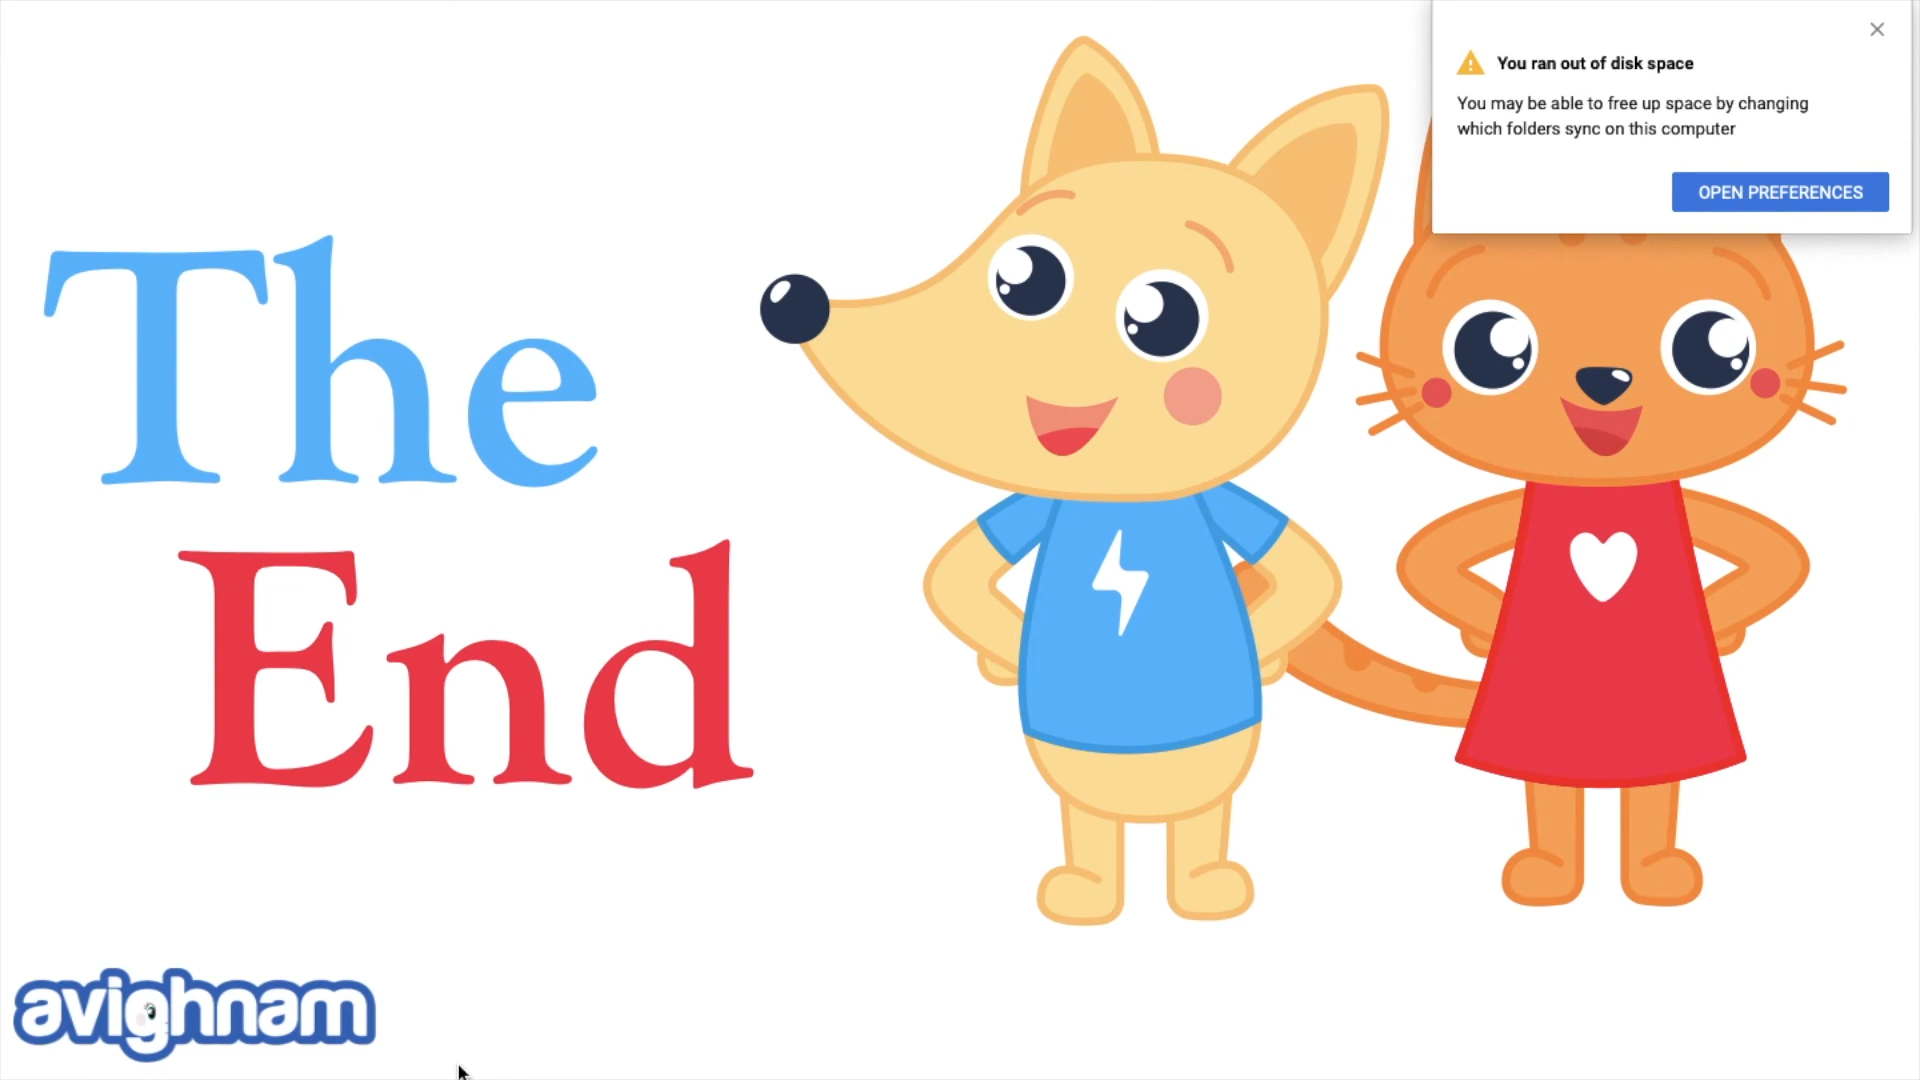 The
End
You ran out of disk space
You may be able to free up space by changing
which folders sync on this computer
OPEN PREFERENCES
avighnam